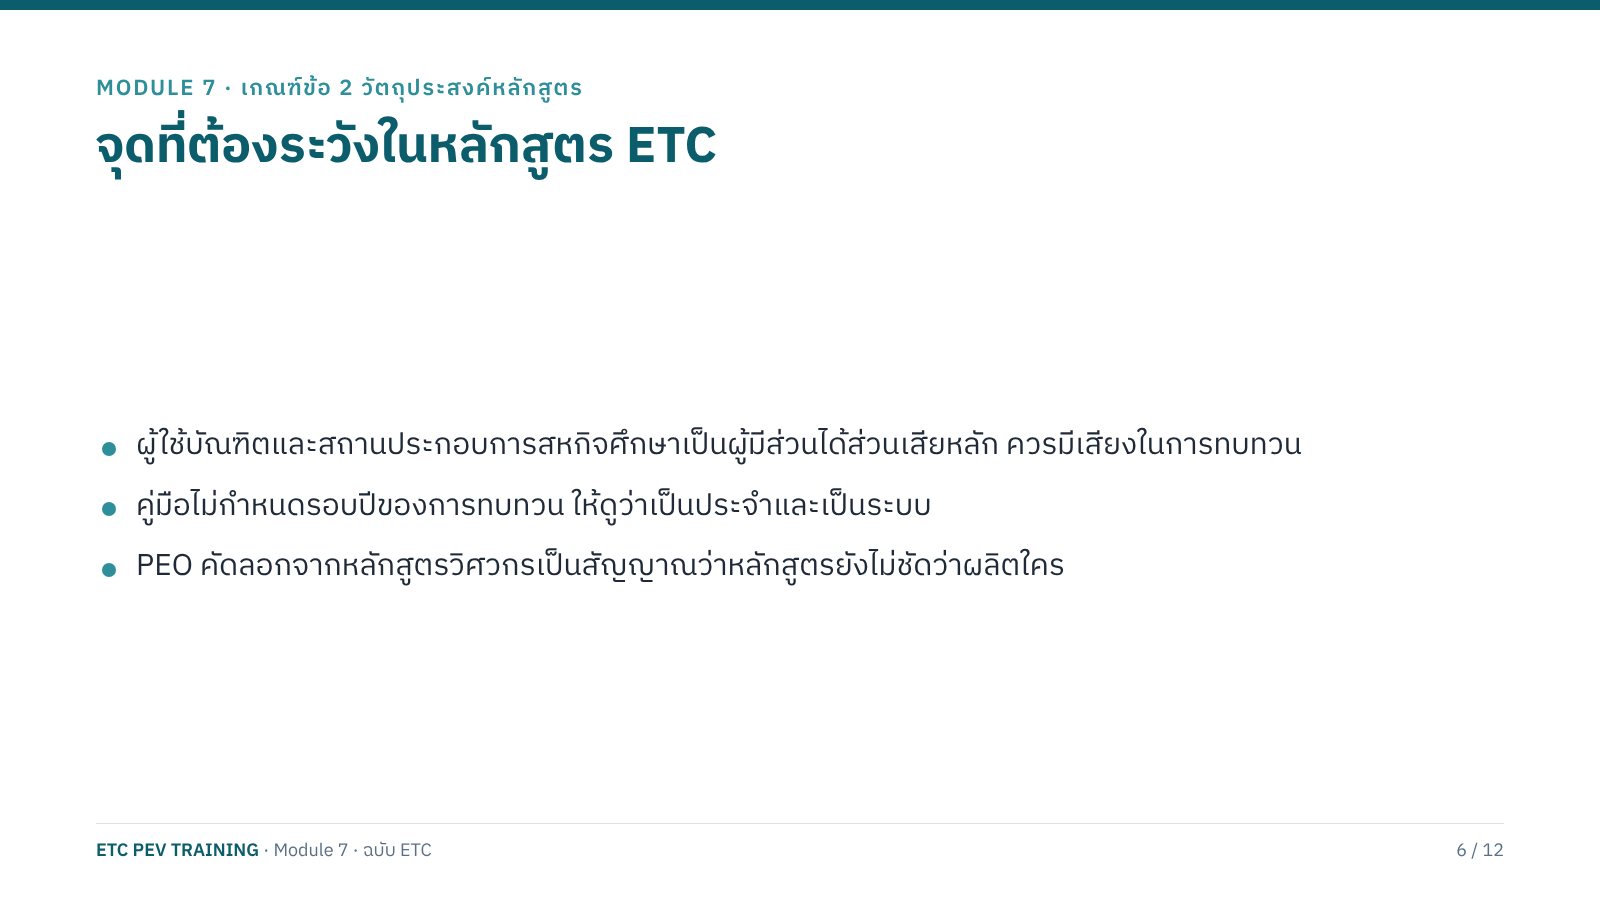 MODULE 7 · เกณฑ์ข้อ 2 วัตถุประสงค์หลักสูตร
จุดที่ต้องระวังในหลักสูตร ETC
ผู้ใช้บัณฑิตและสถานประกอบการสหกิจศึกษาเป็นผู้มีส่วนได้ส่วนเสียหลัก ควรมีเสียงในการทบทวน
คู่มือไม่กำหนดรอบปีของการทบทวน ให้ดูว่าเป็นประจำและเป็นระบบ
PEO คัดลอกจากหลักสูตรวิศวกรเป็นสัญญาณว่าหลักสูตรยังไม่ชัดว่าผลิตใคร
ETC PEV TRAINING · Module 7 · ฉบับ ETC
6 / 12